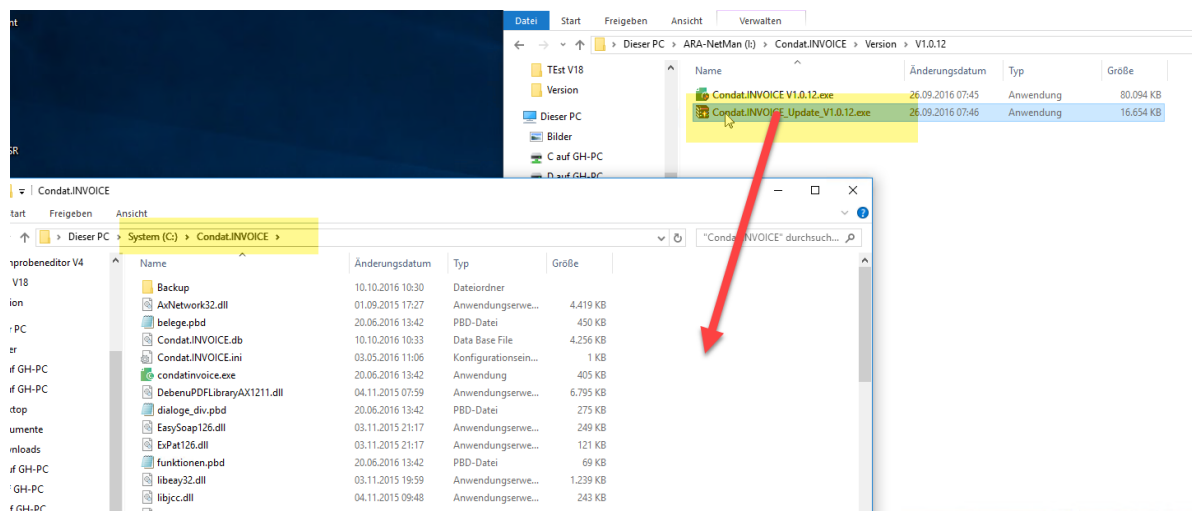 nt
SR
Datei Start Freigeben Ansicht Verwalten
Dieser PC > ARA-NetMan (I:) > Condat.INVOICE > Version > V1.0.12
TEst V18
Version
Dieser PC
Bilder
C auf GH-PC
D auf GH-PC
Name Änderungsdatum Typ Größe
Condat.INVOICE V1.0.12.exe 26.09.2016 07:45 Anwendung 80.094 KB
Condat.INVOICE_Update_V1.0.12.exe 26.09.2016 07:46 Anwendung 16.654 KB
Condat.INVOICE
tart Freigeben Ansicht
Dieser PC > System (C:) > Condat.INVOICE >
"Condat.INVOICE" durchsuch...
nprobeneditor V4
V18
ion
r PC
er
uf GH-PC
uf GH-PC
ktop
umente
vnloads
uf GH-PC
GH-PC
f GH-PC
Name Änderungsdatum Typ Größe
Backup 10.10.2016 10:30 Dateiordner
AxNetwork32.dll 01.09.2015 17:27 Anwendungserwe... 4.419 KB
belege.pbd 20.06.2016 13:42 PBD-Datei 450 KB
Condat.INVOICE.db 10.10.2016 10:33 Data Base File 4.256 KB
Condat.INVOICE.ini 03.05.2016 11:06 Konfigurationsein... 1 KB
condatinvoice.exe 20.06.2016 13:42 Anwendung 405 KB
DebenuPDFLibraryAX1211.dll 04.11.2015 07:59 Anwendungserwe... 6.795 KB
dialoge_div.pbd 20.06.2016 13:42 PBD-Datei 275 KB
EasySoap126.dll 03.11.2015 21:17 Anwendungserwe... 249 KB
ExPat126.dll 03.11.2015 21:17 Anwendungserwe... 121 KB
funktionen.pbd 20.06.2016 13:42 PBD-Datei 69 KB
libeay32.dll 03.11.2015 19:59 Anwendungserwe... 1.239 KB
libjcc.dll 04.11.2015 09:48 Anwendungserwe... 243 KB